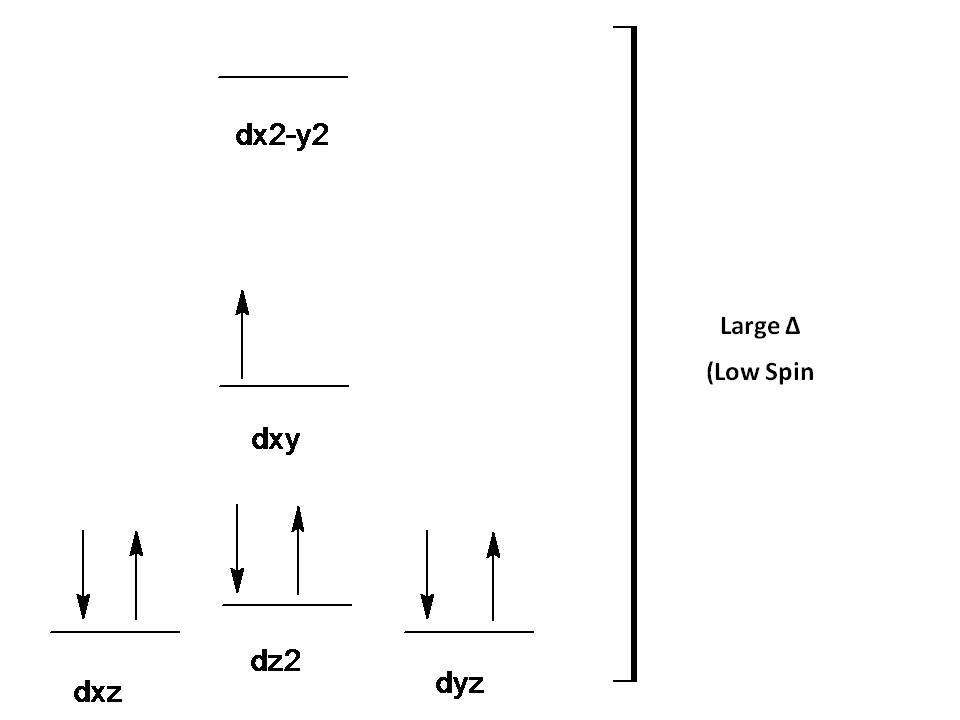 dx2-y2
Large Δ
(Low Spin
dxy
dz2
dyz
dxz